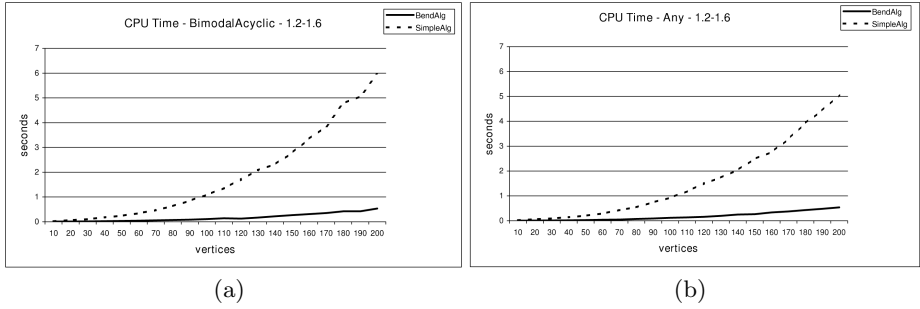 CPU Time - BimodalAcyclic - 1.2-1.6
BendAlg
SimpleAlg
7
6
5
4
3
2
1
0
seconds
10 20 30 40 50 60 70 80 90 100 110 120 130 140 150 160 170 180 190 200
vertices
(a)
CPU Time - Any - 1.2-1.6
BendAlg
SimpleAlg
7
6
5
4
3
2
1
0
seconds
10 20 30 40 50 60 70 80 90 100 110 120 130 140 150 160 170 180 190 200
vertices
(b)